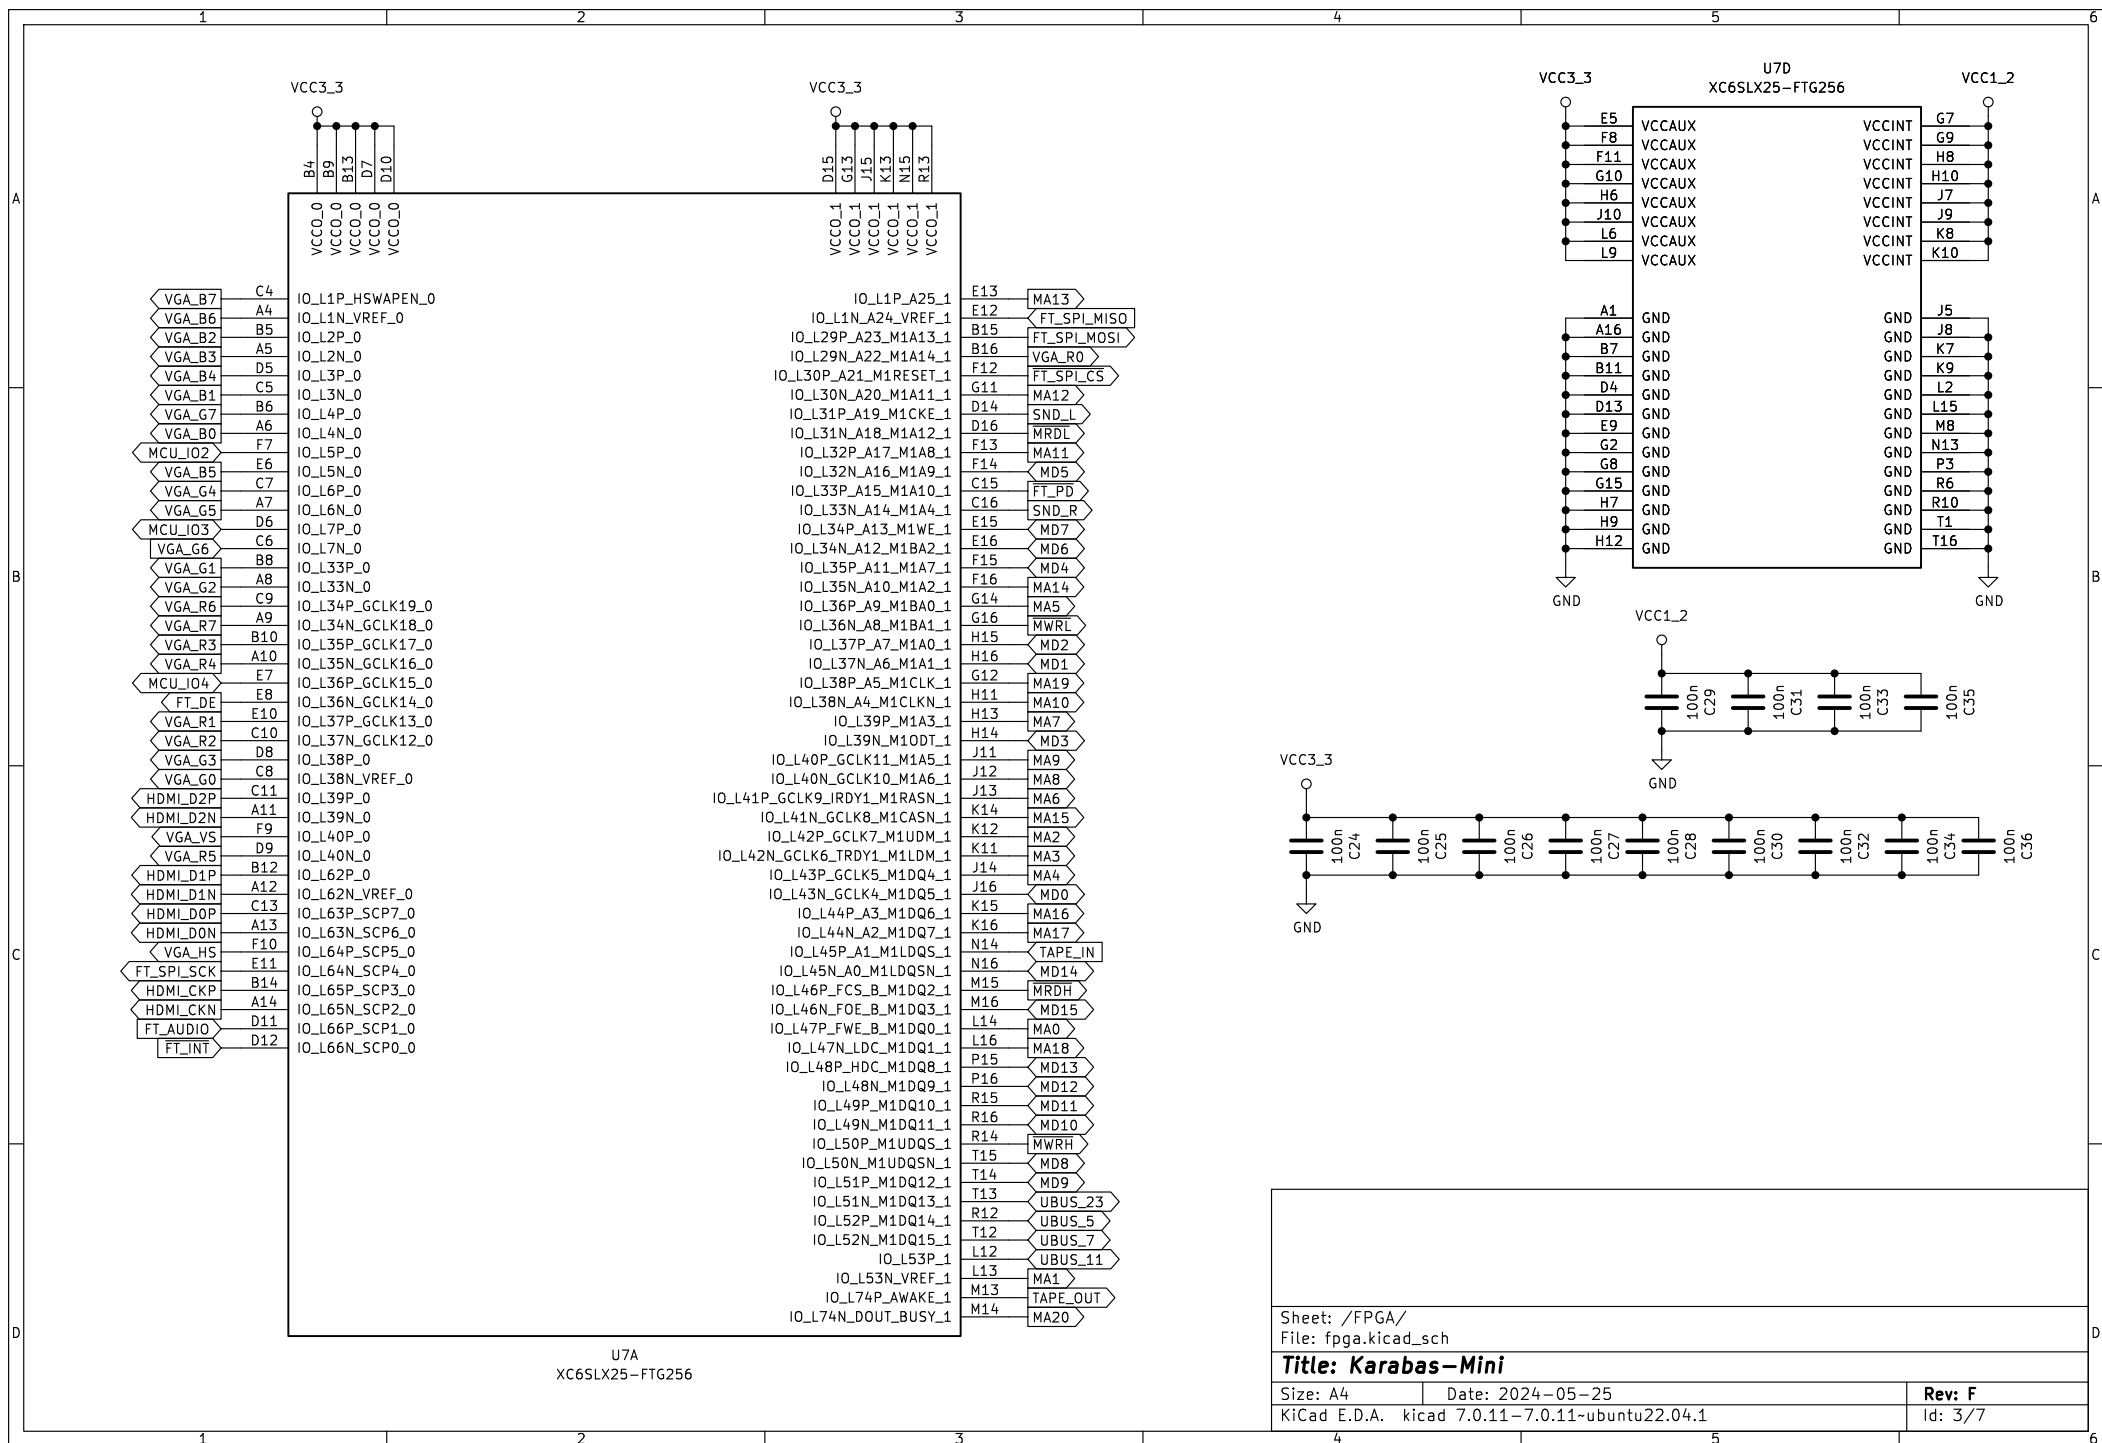 1 2 3 4 5 6
A
B
C
D
VCC3_3
B4 B9 B13 D7 D10
VCCO_0 VCCO_0 VCCO_0 VCCO_0 VCCO_0
VCC3_3
D15 G13 J15 K13 N15 R13
VCCO_1 VCCO_1 VCCO_1 VCCO_1 VCCO_1 VCCO_1
VGA_B7 C4 IO_L1P_HSWAPEN_0
VGA_B6 A4 IO_L1N_VREF_0
VGA_B2 B5 IO_L2P_0
VGA_B3 A5 IO_L2N_0
VGA_B4 D5 IO_L3P_0
VGA_B1 C5 IO_L3N_0
VGA_G7 B6 IO_L4P_0
VGA_B0 A6 IO_L4N_0
MCU_IO2 F7 IO_L5P_0
VGA_B5 E6 IO_L5N_0
VGA_G4 C7 IO_L6P_0
VGA_G5 A7 IO_L6N_0
MCU_IO3 D6 IO_L7P_0
VGA_G6 C6 IO_L7N_0
VGA_G1 B8 IO_L33P_0
VGA_G2 A8 IO_L33N_0
VGA_R6 C9 IO_L34P_GCLK19_0
VGA_R7 A9 IO_L34N_GCLK18_0
VGA_R3 B10 IO_L35P_GCLK17_0
VGA_R4 A10 IO_L35N_GCLK16_0
MCU_IO4 E7 IO_L36P_GCLK15_0
FT_DE E8 IO_L36N_GCLK14_0
VGA_R1 E10 IO_L37P_GCLK13_0
VGA_R2 C10 IO_L37N_GCLK12_0
VGA_G3 D8 IO_L38P_0
VGA_G0 C8 IO_L38N_VREF_0
HDMI_D2P C11 IO_L39P_0
HDMI_D2N A11 IO_L39N_0
VGA_VS F9 IO_L40P_0
VGA_R5 D9 IO_L40N_0
HDMI_D1P B12 IO_L62P_0
HDMI_D1N A12 IO_L62N_VREF_0
HDMI_D0P C13 IO_L63P_SCP7_0
HDMI_D0N A13 IO_L63N_SCP6_0
VGA_HS F10 IO_L64P_SCP5_0
FT_SPI_SCK E11 IO_L64N_SCP4_0
HDMI_CKP B14 IO_L65P_SCP3_0
HDMI_CKN A14 IO_L65N_SCP2_0
FT_AUDIO D11 IO_L66P_SCP1_0
FT_INT D12 IO_L66N_SCP0_0
IO_L1P_A25_1 E13 MA13
IO_L1N_A24_VREF_1 E12 FT_SPI_MISO
IO_L29P_A23_M1A13_1 B15 FT_SPI_MOSI
IO_L29N_A22_M1A14_1 B16 VGA_R0
IO_L30P_A21_M1RESET_1 F12 FT_SPI_CS
IO_L30N_A20_M1A11_1 G11 MA12
IO_L31P_A19_M1CKE_1 D14 SND_L
IO_L31N_A18_M1A12_1 D16 MRDL
IO_L32P_A17_M1A8_1 F13 MA11
IO_L32N_A16_M1A9_1 F14 MD5
IO_L33P_A15_M1A10_1 C15 FT_PD
IO_L33N_A14_M1A4_1 C16 SND_R
IO_L34P_A13_M1WE_1 E15 MD7
IO_L34N_A12_M1BA2_1 E16 MD6
IO_L35P_A11_M1A7_1 F15 MD4
IO_L35N_A10_M1A2_1 F16 MA14
IO_L36P_A9_M1BA0_1 G14 MA5
IO_L36N_A8_M1BA1_1 G16 MWRL
IO_L37P_A7_M1A0_1 H15 MD2
IO_L37N_A6_M1A1_1 H16 MD1
IO_L38P_A5_M1CLK_1 G12 MA19
IO_L38N_A4_M1CLKN_1 H11 MA10
IO_L39P_M1A3_1 H13 MA7
IO_L39N_M1ODT_1 H14 MD3
IO_L40P_GCLK11_M1A5_1 J11 MA9
IO_L40N_GCLK10_M1A6_1 J12 MA8
IO_L41P_GCLK9_IRDY1_M1RASN_1 J13 MA6
IO_L41N_GCLK8_M1CASN_1 K14 MA15
IO_L42P_GCLK7_M1UDM_1 K12 MA2
IO_L42N_GCLK6_TRDY1_M1LDM_1 K11 MA3
IO_L43P_GCLK5_M1DQ4_1 J14 MA4
IO_L43N_GCLK4_M1DQ5_1 J16 MD0
IO_L44P_A3_M1DQ6_1 K15 MA16
IO_L44N_A2_M1DQ7_1 K16 MA17
IO_L45P_A1_M1LDQS_1 N14 TAPE_IN
IO_L45N_A0_M1LDQSN_1 N16 MD14
IO_L46P_FCS_B_M1DQ2_1 M15 MRDH
IO_L46N_FOE_B_M1DQ3_1 M16 MD15
IO_L47P_FWE_B_M1DQ0_1 L14 MA0
IO_L47N_LDC_M1DQ1_1 L16 MA18
IO_L48P_HDC_M1DQ8_1 P15 MD13
IO_L48N_M1DQ9_1 P16 MD12
IO_L49P_M1DQ10_1 R15 MD11
IO_L49N_M1DQ11_1 R16 MD10
IO_L50P_M1UDQS_1 R14 MWRH
IO_L50N_M1UDQSN_1 T15 MD8
IO_L51P_M1DQ12_1 T14 MD9
IO_L51N_M1DQ13_1 T13 UBUS_23
IO_L52P_M1DQ14_1 R12 UBUS_5
IO_L52N_M1DQ15_1 T12 UBUS_7
IO_L53P_1 L12 UBUS_11
IO_L53N_VREF_1 L13 MA1
IO_L74P_AWAKE_1 M13 TAPE_OUT
IO_L74N_DOUT_BUSY_1 M14 MA20
U7A
XC6SLX25-FTG256
U7D
XC6SLX25-FTG256
VCC3_3 VCC1_2
E5 VCCAUX VCCINT G7
F8 VCCAUX VCCINT G9
F11 VCCAUX VCCINT H8
G10 VCCAUX VCCINT H10
H6 VCCAUX VCCINT J7
J10 VCCAUX VCCINT J9
L6 VCCAUX VCCINT K8
L9 VCCAUX VCCINT K10
A1 GND GND J5
A16 GND GND J8
B7 GND GND K7
B11 GND GND K9
D4 GND GND L2
D13 GND GND L15
E9 GND GND M8
G2 GND GND N13
G8 GND GND P3
G15 GND GND R6
H7 GND GND R10
H9 GND GND T1
H12 GND GND T16
GND GND
VCC1_2
100n C29 100n C31 100n C33 100n C35
GND
VCC3_3
100n C24 100n C25 100n C26 100n C27 100n C28 100n C30 100n C32 100n C34 100n C36
GND
Sheet: /FPGA/
File: fpga.kicad_sch
Title: Karabas-Mini
Size: A4 Date: 2024-05-25 Rev: F
KiCad E.D.A. kicad 7.0.11-7.0.11~ubuntu22.04.1 Id: 3/7
A
B
C
D
1 2 3 4 5 6